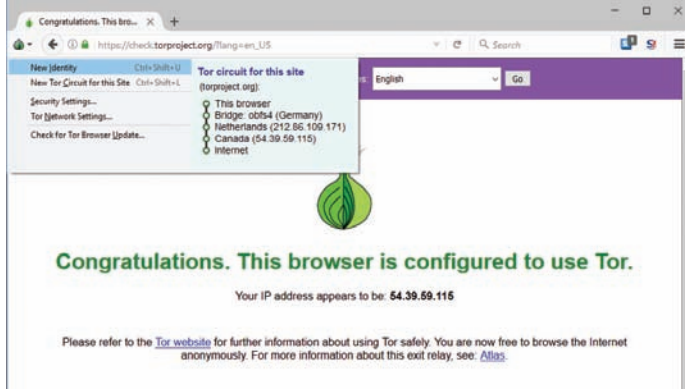 Congratulations. This bro...
https://check.torproject.org/?lang=en_US
Search
New Identity Ctrl+Shift+U
New Tor Circuit for this Site Ctrl+Shift+L
Security Settings...
Tor Network Settings...
Check for Tor Browser Update...
Tor circuit for this site
(torproject.org):
This browser
Bridge: obfs4 (Germany)
Netherlands (212.86.109.171)
Canada (54.39.59.115)
Internet
English
Go
Congratulations. This browser is configured to use Tor.
Your IP address appears to be: 54.39.59.115
Please refer to the Tor website for further information about using Tor safely. You are now free to browse the Internet
anonymously. For more information about this exit relay, see: Atlas.